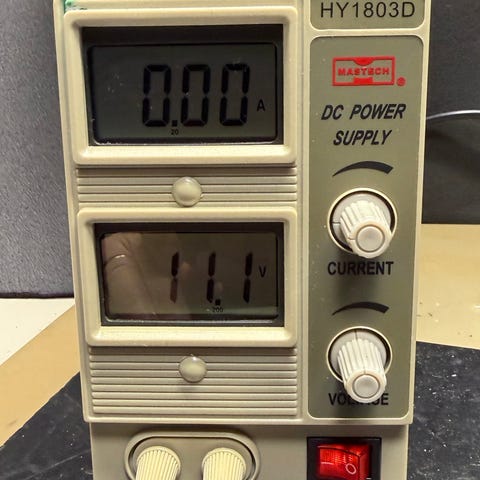 HY1803D
0.00 A
20
MASTECH ®
DC POWER
SUPPLY
CURRENT
11.1 V
200
VOLTAGE